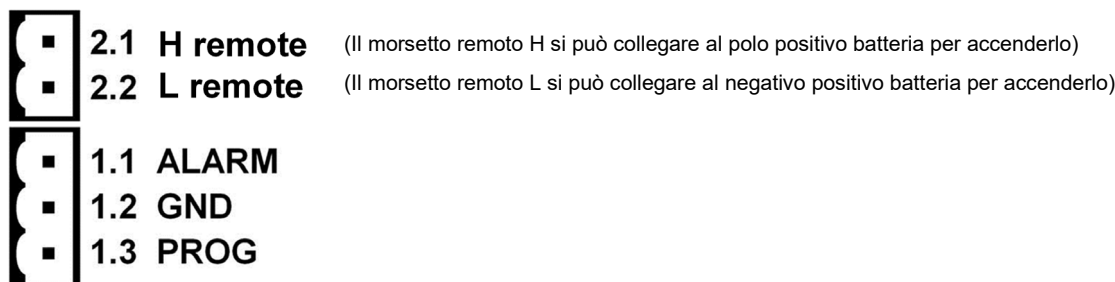 2.1 H remote (Il morsetto remoto H si può collegare al polo positivo batteria per accenderlo)
2.2 L remote (Il morsetto remoto L si può collegare al negativo positivo batteria per accenderlo)
1.1 ALARM
1.2 GND
1.3 PROG